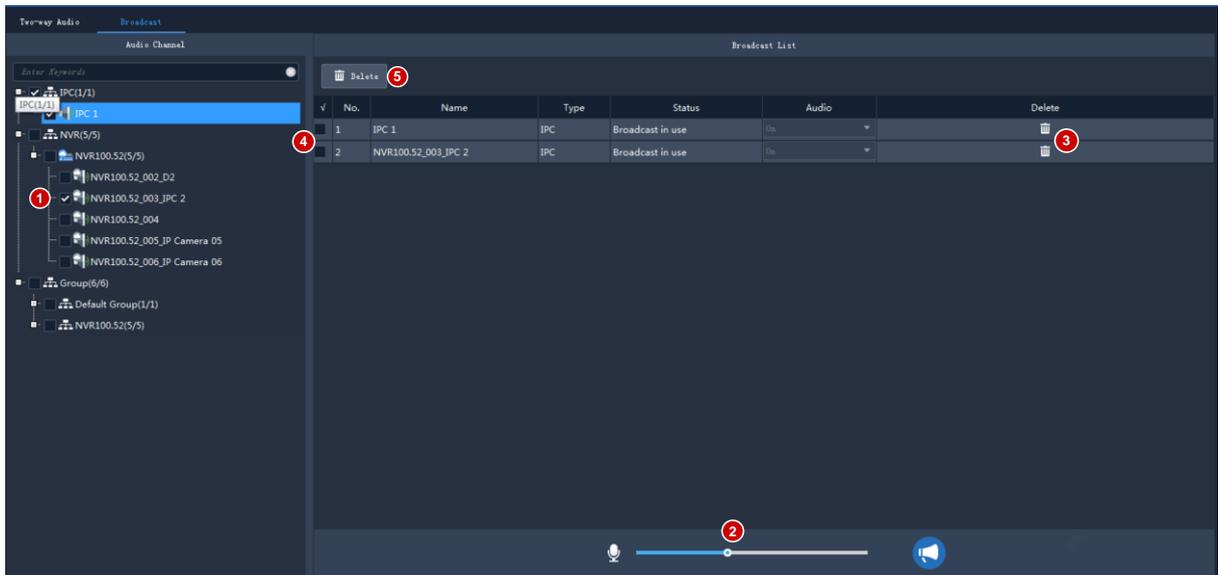 Two-way Audio Broadcast
Audio Channel
Broadcast List
Enter Keywords
Delete 5
IPC(1/1)
IPC(1/1)
IPC 1
√ No. Name Type Status Audio Delete
4 1 IPC 1 IPC Broadcast in use On 3
2 NVR100.52_003_IPC 2 IPC Broadcast in use On
NVR(5/5)
NVR100.52(5/5)
NVR100.52_002_D2
1 NVR100.52_003_IPC 2
NVR100.52_004
NVR100.52_005_IP Camera 05
NVR100.52_006_IP Camera 06
Group(6/6)
Default Group(1/1)
NVR100.52(5/5)
2